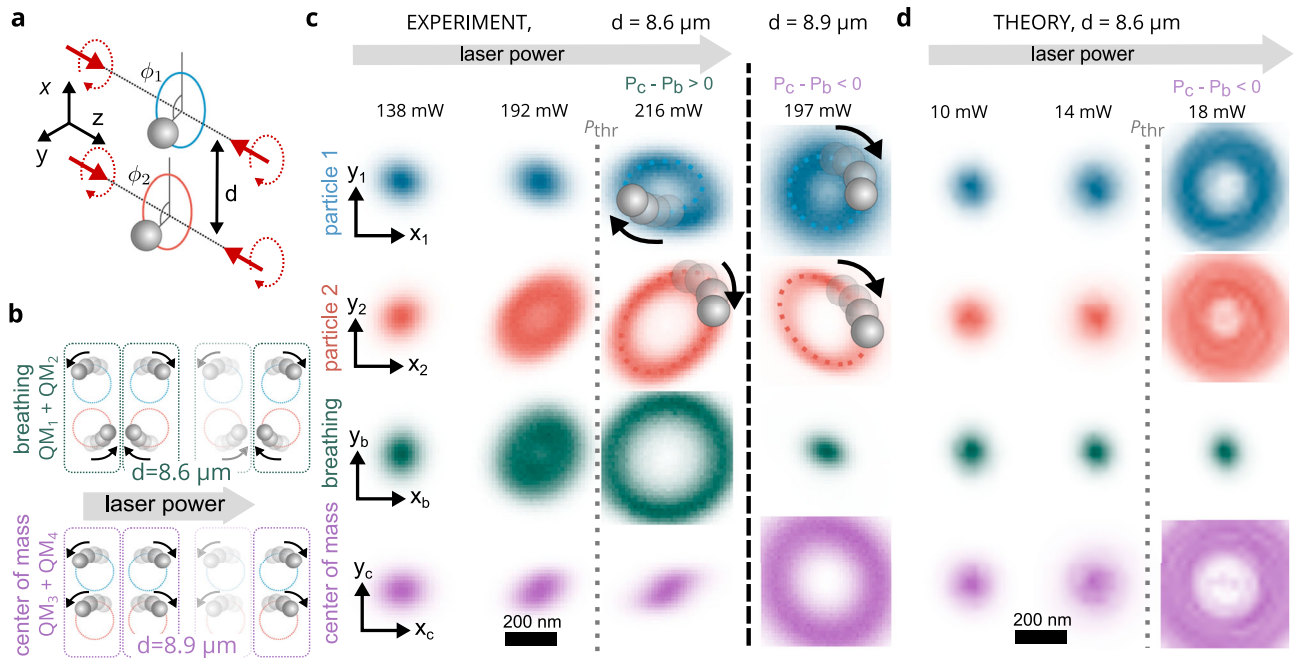 a
ϕ1
x
z
y
ϕ2
d
b
breathing
QM1 + QM2
d=8.6 µm
laser power
center of mass
QM3 + QM4
d=8.9 µm
c
EXPERIMENT, d = 8.6 µm d = 8.9 µm
laser power
Pc - Pb > 0 Pc - Pb < 0
138 mW 192 mW 216 mW 197 mW
Pthr
particle 1
y1
x1
particle 2
y2
x2
breathing
yb
xb
center of mass
yc
xc
200 nm
d
THEORY, d = 8.6 µm
laser power
Pc - Pb < 0
10 mW 14 mW 18 mW
Pthr
200 nm